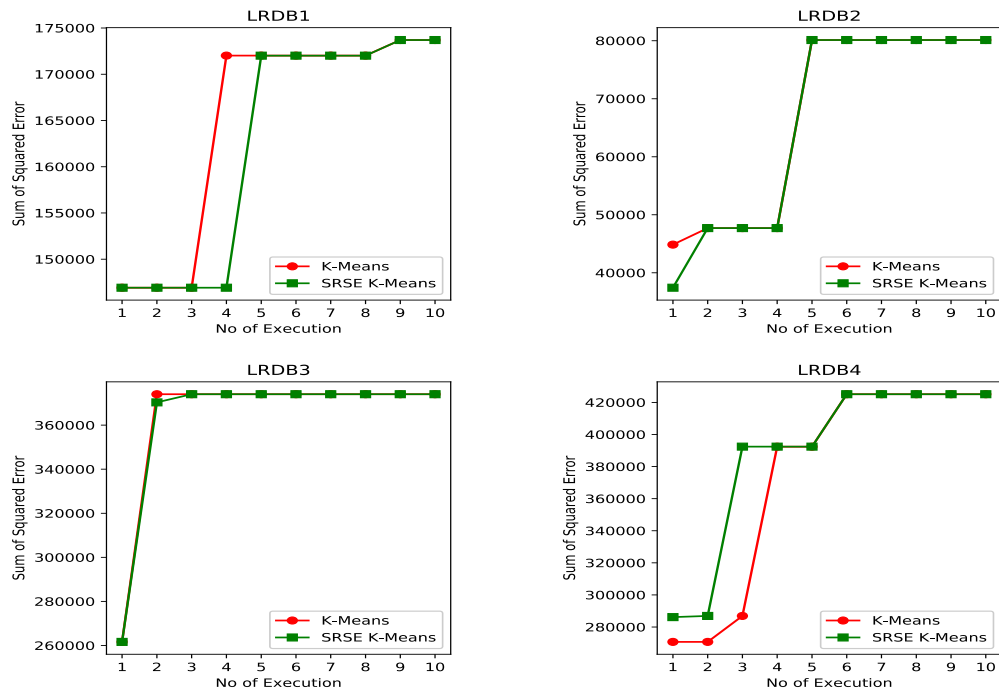 LRDB1
Sum of Squared Error
175000
170000
165000
160000
155000
150000
K-Means
SRSE K-Means
1 2 3 4 5 6 7 8 9 10
No of Execution
LRDB2
Sum of Squared Error
80000
70000
60000
50000
40000
K-Means
SRSE K-Means
1 2 3 4 5 6 7 8 9 10
No of Execution
LRDB3
Sum of Squared Error
360000
340000
320000
300000
280000
260000
K-Means
SRSE K-Means
1 2 3 4 5 6 7 8 9 10
No of Execution
LRDB4
Sum of Squared Error
420000
400000
380000
360000
340000
320000
300000
280000
K-Means
SRSE K-Means
1 2 3 4 5 6 7 8 9 10
No of Execution